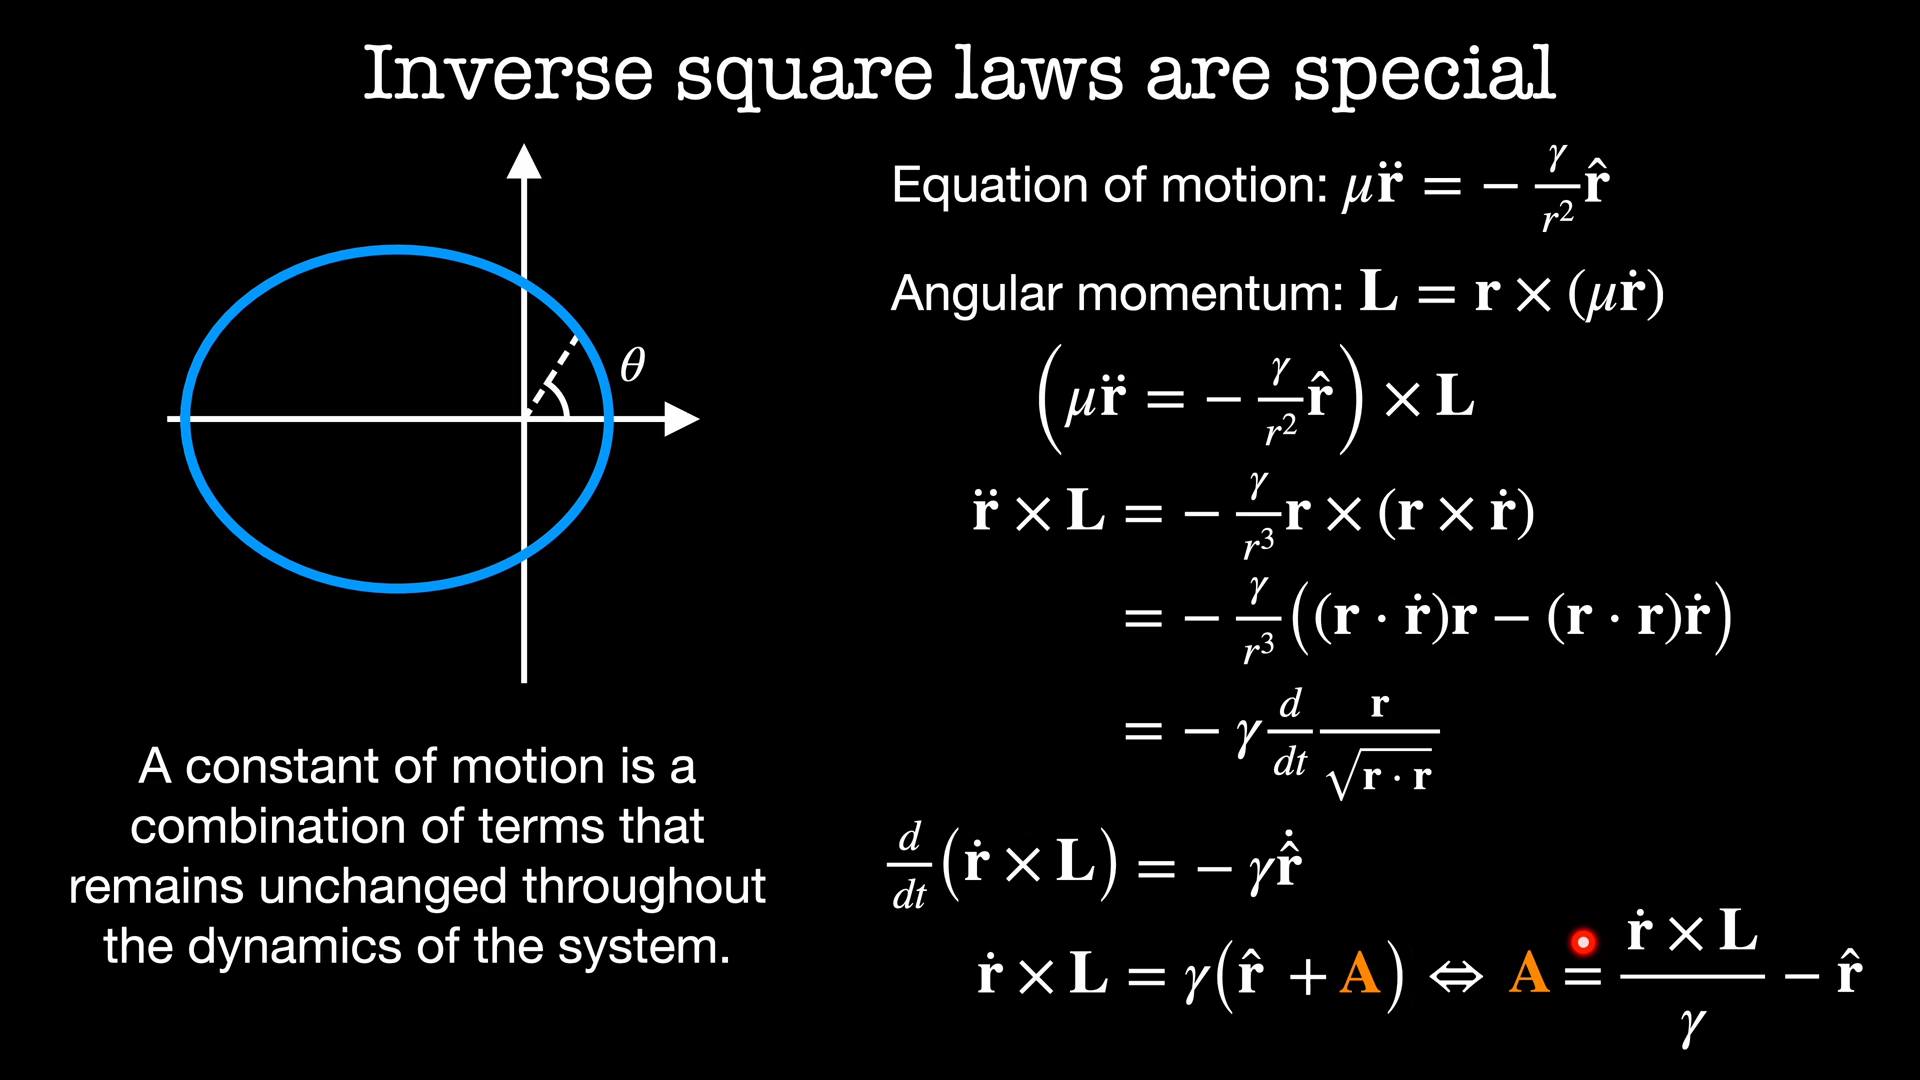 Inverse square laws are special
Equation of motion: μr̈ = − γ/r² r̂
Angular momentum: L = r × (μṙ)
(μr̈ = − γ/r² r̂) × L
θ
r̈ × L = − γ/r³ r × (r × ṙ)
= − γ/r³ ((r · ṙ)r − (r · r)ṙ)
= − γ d/dt r/√(r · r)
A constant of motion is a
combination of terms that
remains unchanged throughout
the dynamics of the system.
d/dt (ṙ × L) = − γṙ̂
ṙ × L = γ(r̂ + A) ⇔ A = (ṙ × L)/γ − r̂